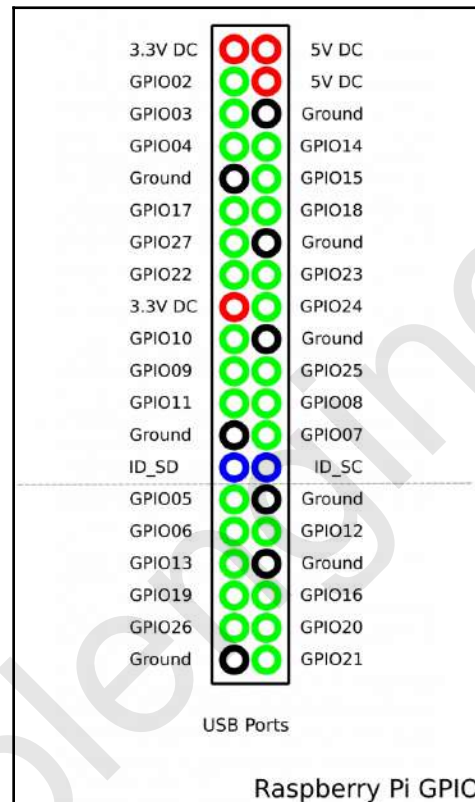 3.3V DC 5V DC
GPIO02 5V DC
GPIO03 Ground
GPIO04 GPIO14
Ground GPIO15
GPIO17 GPIO18
GPIO27 Ground
GPIO22 GPIO23
3.3V DC GPIO24
GPIO10 Ground
GPIO09 GPIO25
GPIO11 GPIO08
Ground GPIO07
ID_SD ID_SC
GPIO05 Ground
GPIO06 GPIO12
GPIO13 Ground
GPIO19 GPIO16
GPIO26 GPIO20
Ground GPIO21
USB Ports
Raspberry Pi GPIO